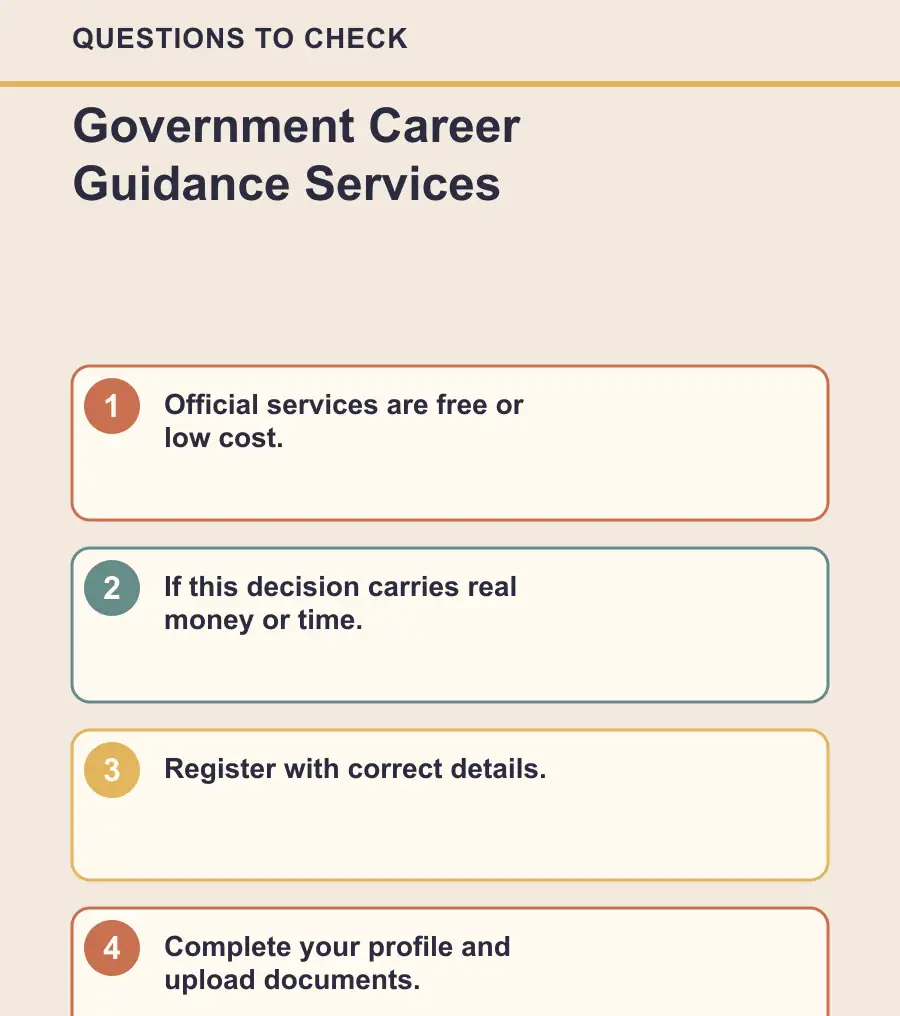 QUESTIONS TO CHECK
Government Career
Guidance Services
1
Official services are free or
low cost.
2
If this decision carries real
money or time.
3
Register with correct details.
4
Complete your profile and
upload documents.